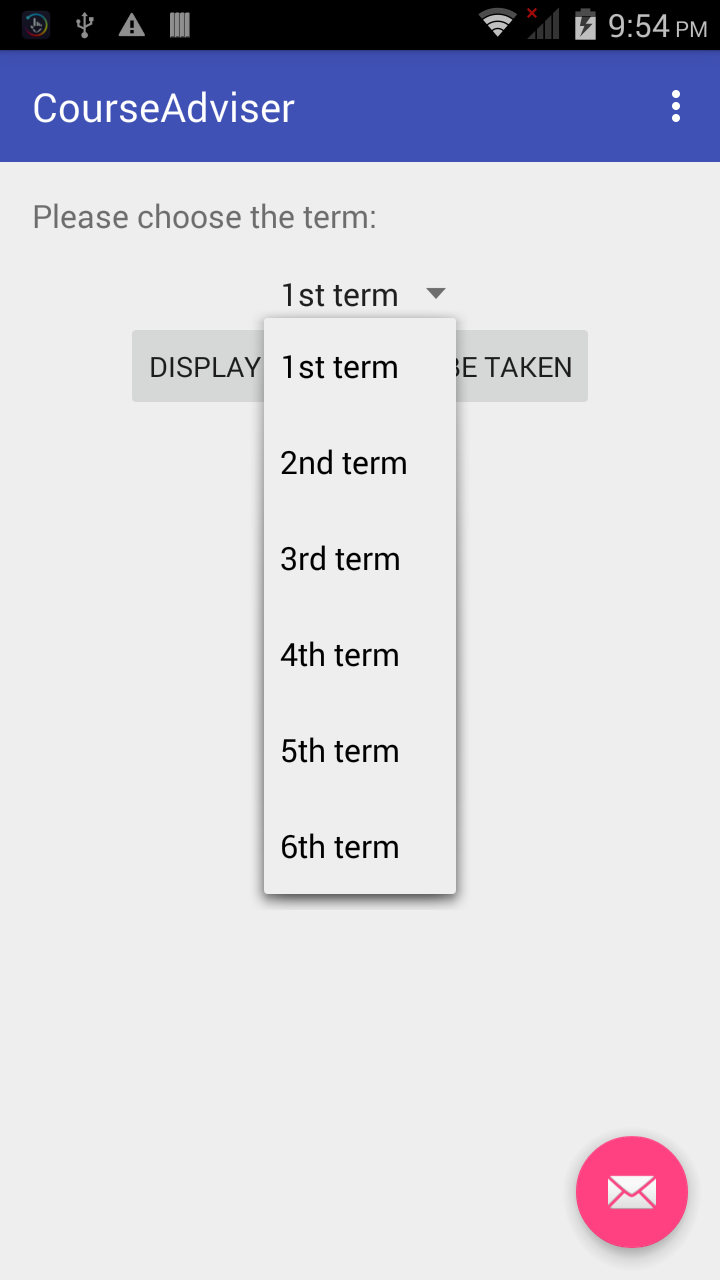 9:54 PM
CourseAdviser
Please choose the term:
1st term
DISPLAY BE TAKEN
1st term
2nd term
3rd term
4th term
5th term
6th term